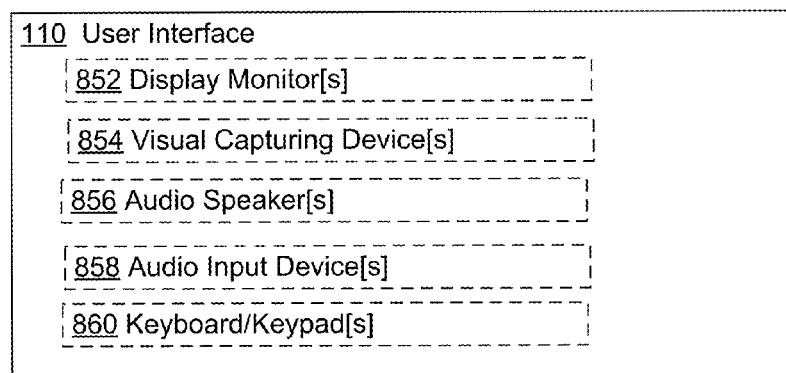 110 User Interface
852 Display Monitor[s]
854 Visual Capturing Device[s]
856 Audio Speaker[s]
858 Audio Input Device[s]
860 Keyboard/Keypad[s]